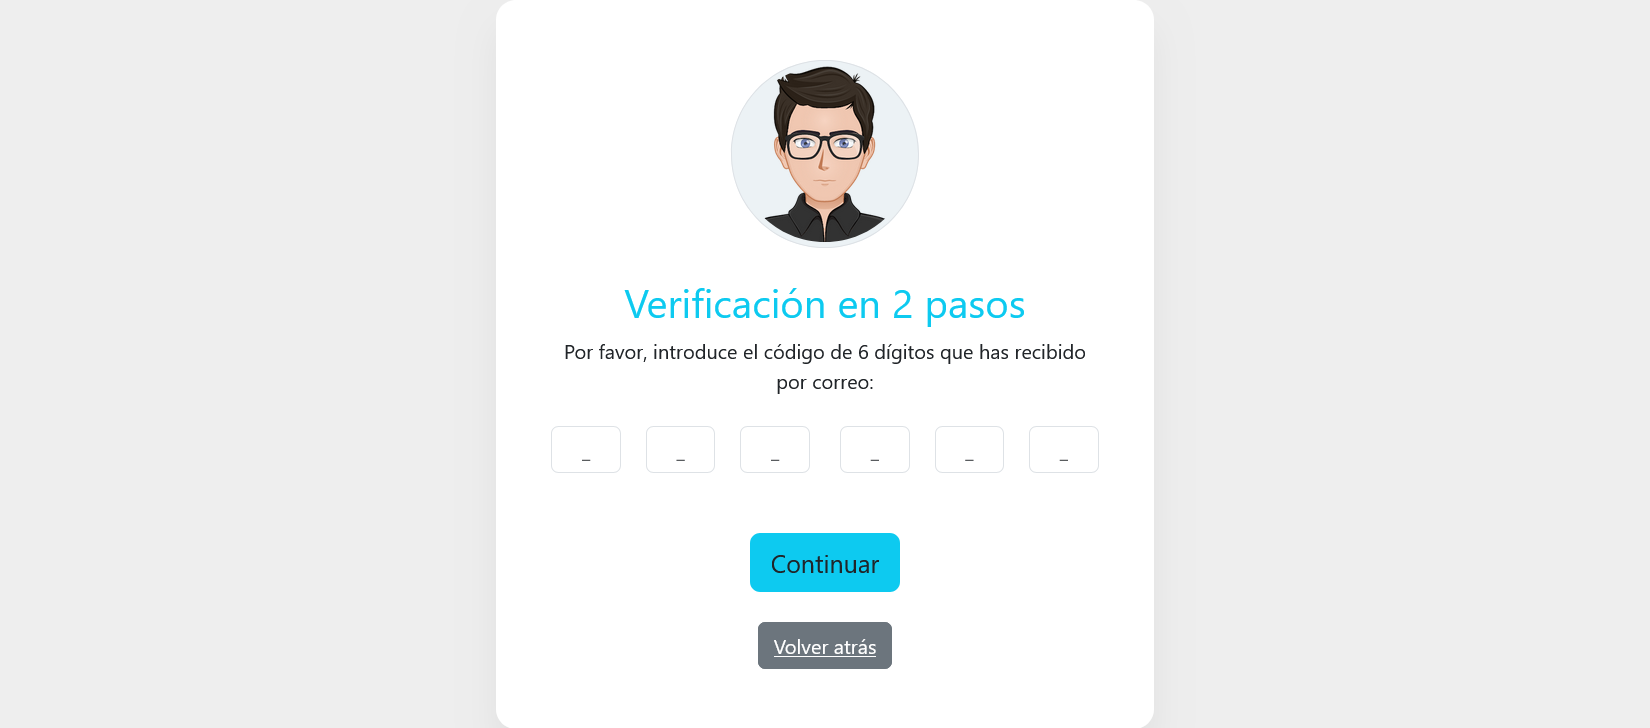 Verificación en 2 pasos
Por favor, introduce el código de 6 dígitos que has recibido
por correo:
_ _ _ _ _ _
Continuar
Volver atrás